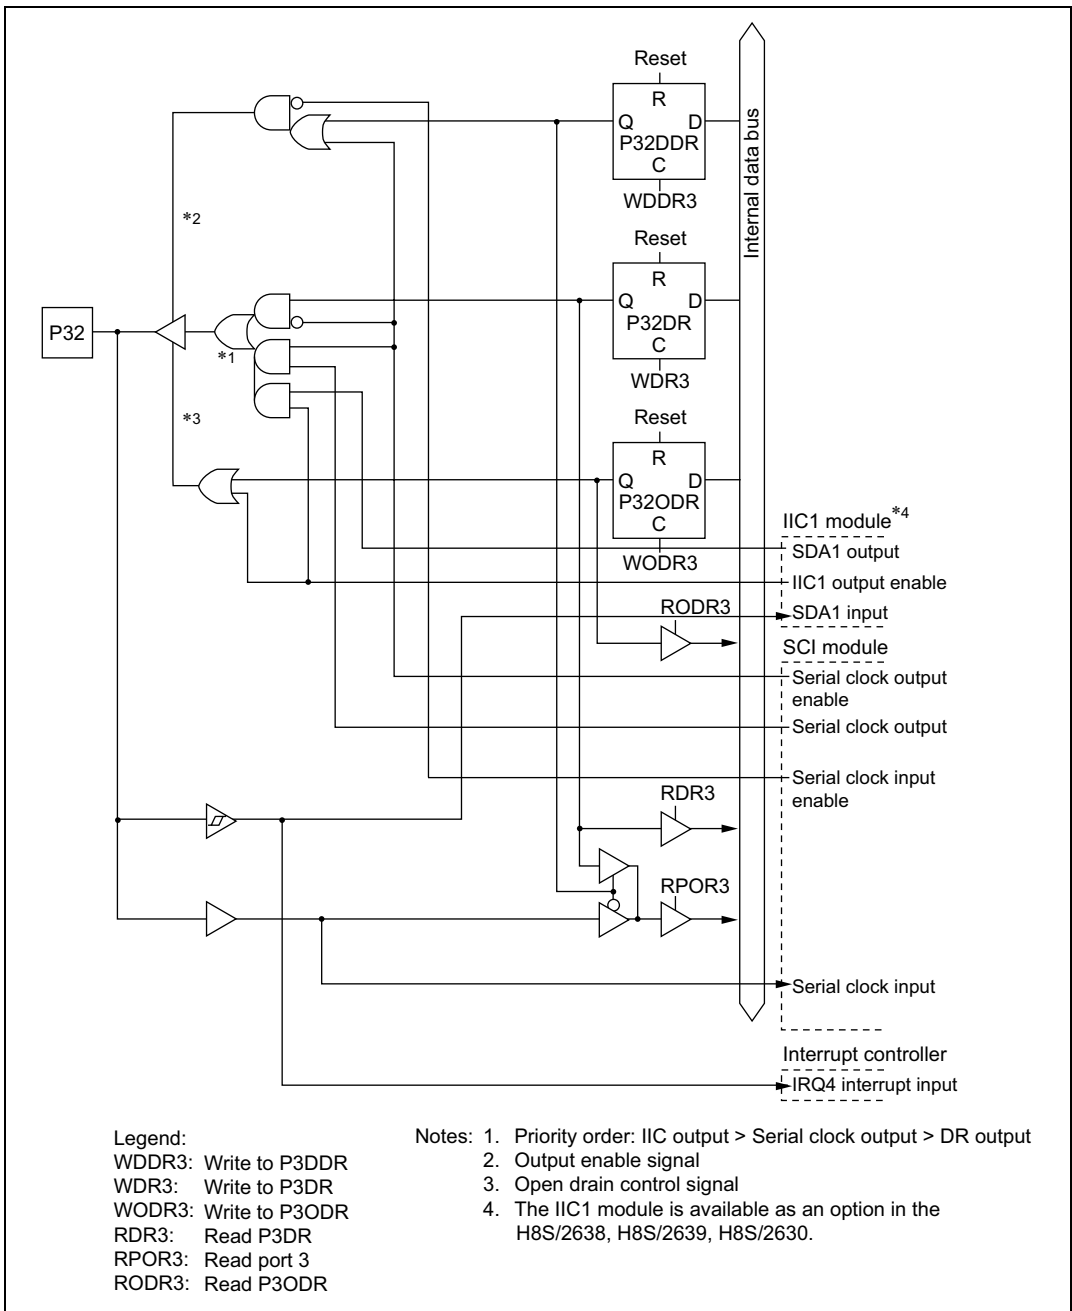 Reset
R
Q D
P32DDR
C
WDDR3
Internal data bus
*2
Reset
R
Q D
P32DR
C
WDR3
P32
*1
*3
Reset
R
Q D
P32ODR
C
WODR3
IIC1 module*4
SDA1 output
IIC1 output enable
RODR3
SDA1 input
SCI module
Serial clock output
enable
Serial clock output
Serial clock input
enable
RDR3
RPOR3
Serial clock input
Interrupt controller
IRQ4 interrupt input
Legend:
WDDR3: Write to P3DDR
WDR3: Write to P3DR
WODR3: Write to P3ODR
RDR3: Read P3DR
RPOR3: Read port 3
RODR3: Read P3ODR
Notes: 1. Priority order: IIC output > Serial clock output > DR output
2. Output enable signal
3. Open drain control signal
4. The IIC1 module is available as an option in the
H8S/2638, H8S/2639, H8S/2630.